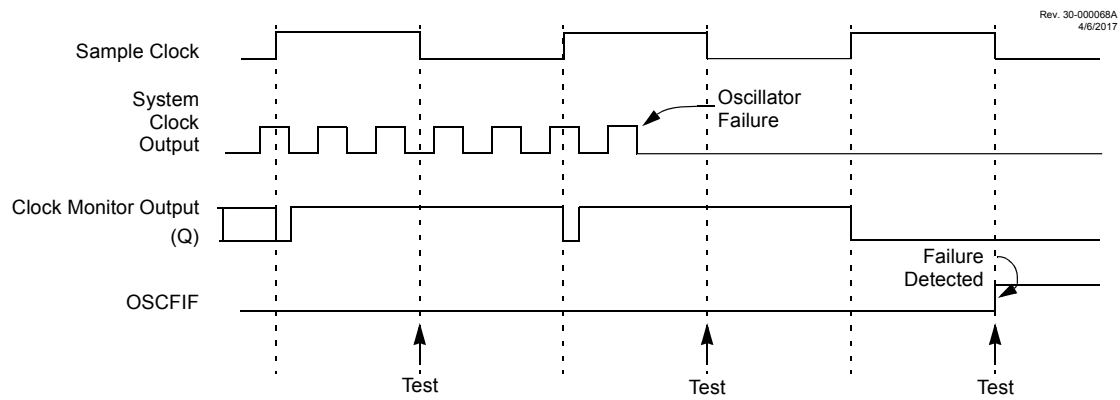 Rev. 30-000068A
4/6/2017
Sample Clock
System
Clock
Output
Oscillator
Failure
Clock Monitor Output
(Q)
Failure
Detected
OSCFIF
Test
Test
Test